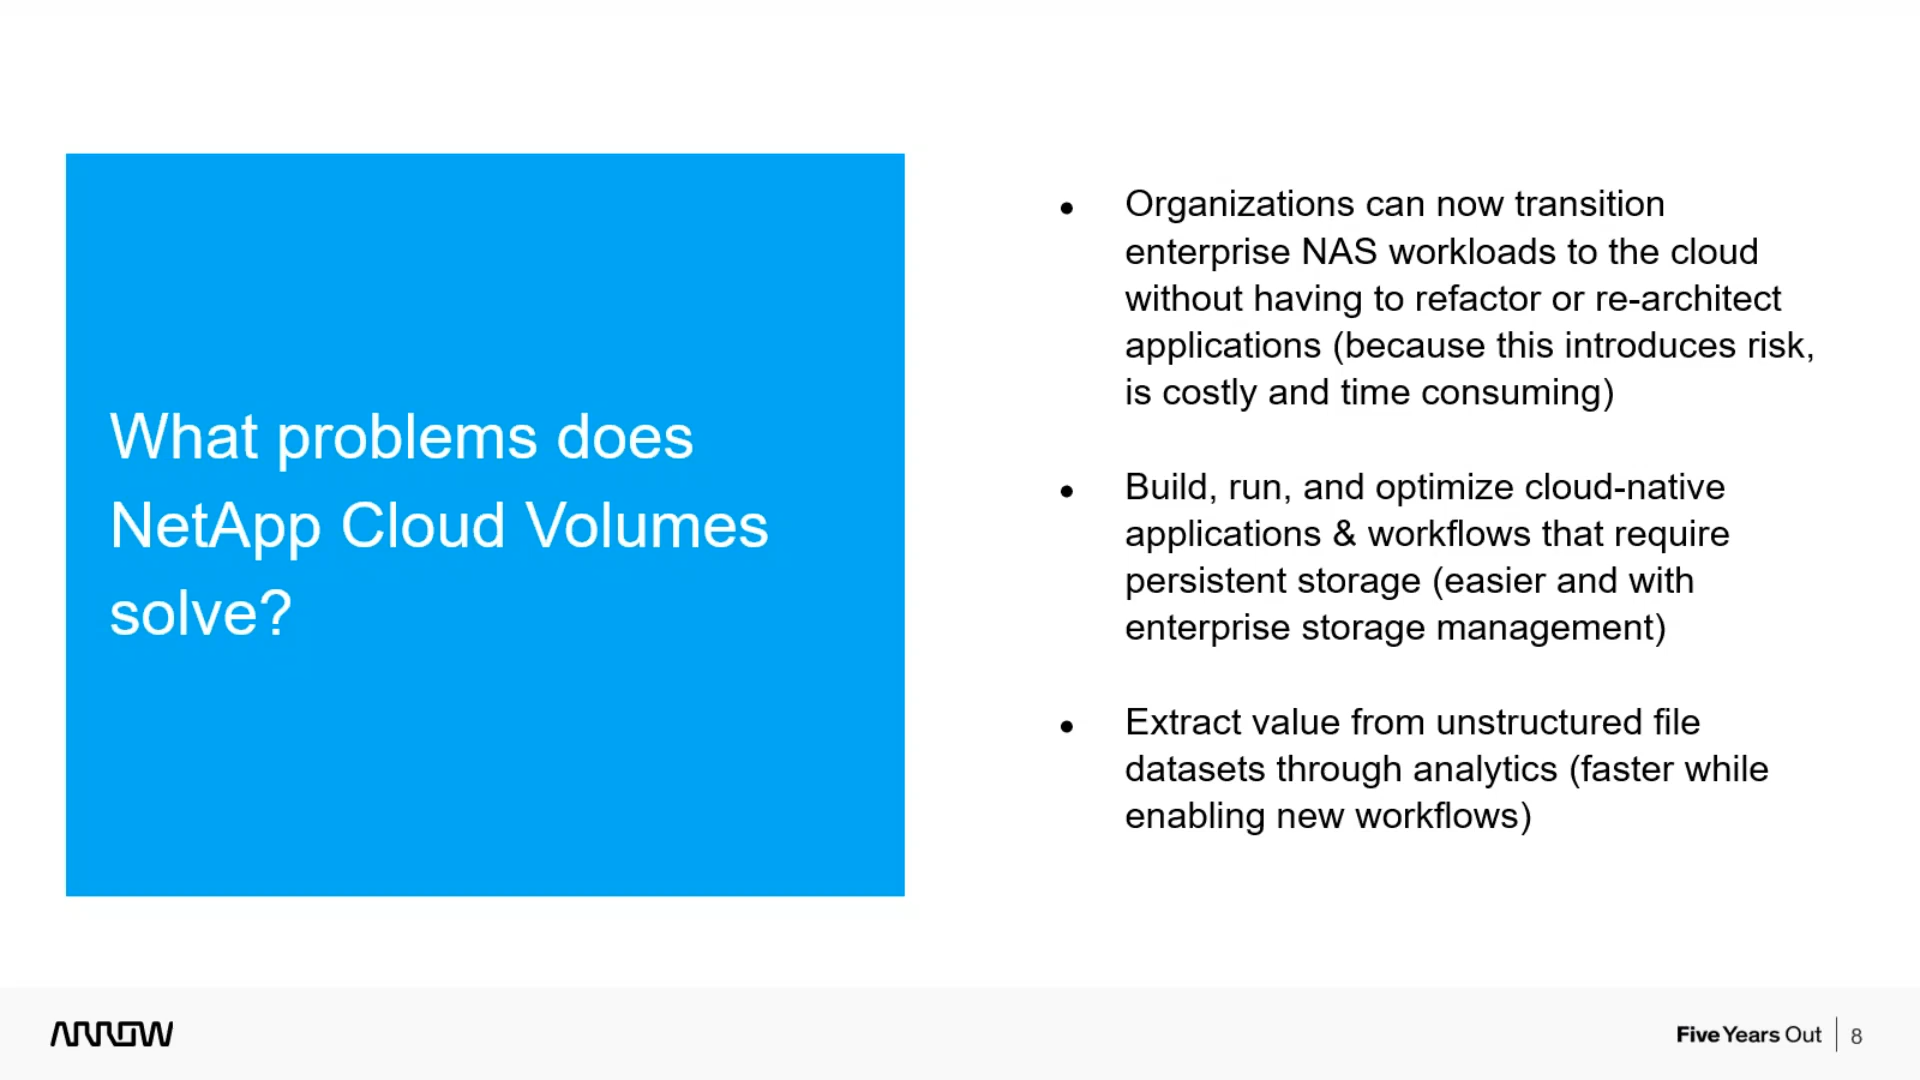 What problems does
NetApp Cloud Volumes
solve?
• Organizations can now transition
enterprise NAS workloads to the cloud
without having to refactor or re-architect
applications (because this introduces risk,
is costly and time consuming)
• Build, run, and optimize cloud-native
applications & workflows that require
persistent storage (easier and with
enterprise storage management)
• Extract value from unstructured file
datasets through analytics (faster while
enabling new workflows)
ARROW
Five Years Out | 8